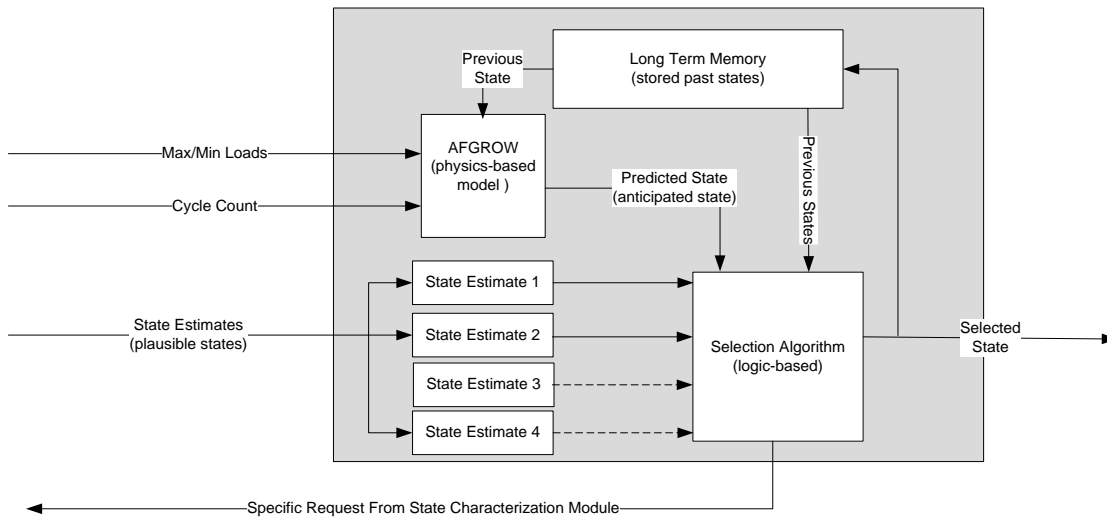 Previous
State
Long Term Memory
(stored past states)
AFGROW
(physics-based
model )
Max/Min Loads
Cycle Count
Predicted State
(anticipated state)
Previous States
State Estimates
(plausible states)
State Estimate 1
State Estimate 2
State Estimate 3
State Estimate 4
Selection Algorithm
(logic-based)
Selected
State
Specific Request From State Characterization Module